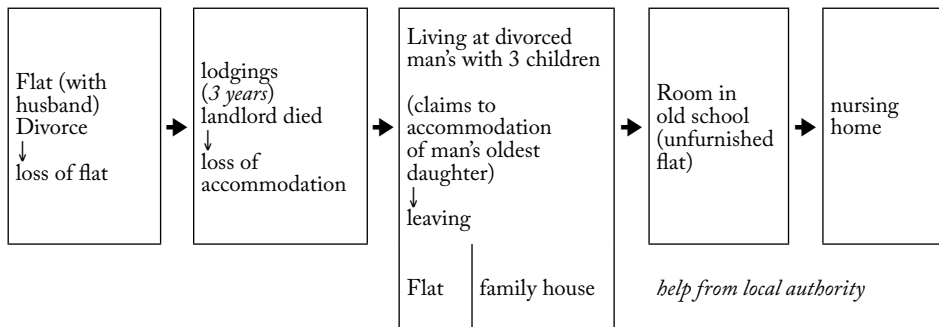 Flat (with
husband)
Divorce
↓
loss of flat
lodgings
(3 years)
landlord died
↓
loss of
accommodation
Living at divorced
man's with 3 children
(claims to
accommodation
of man's oldest
daughter)
↓
leaving
Flat
family house
Room in
old school
(unfurnished
flat)
help from local authority
nursing
home